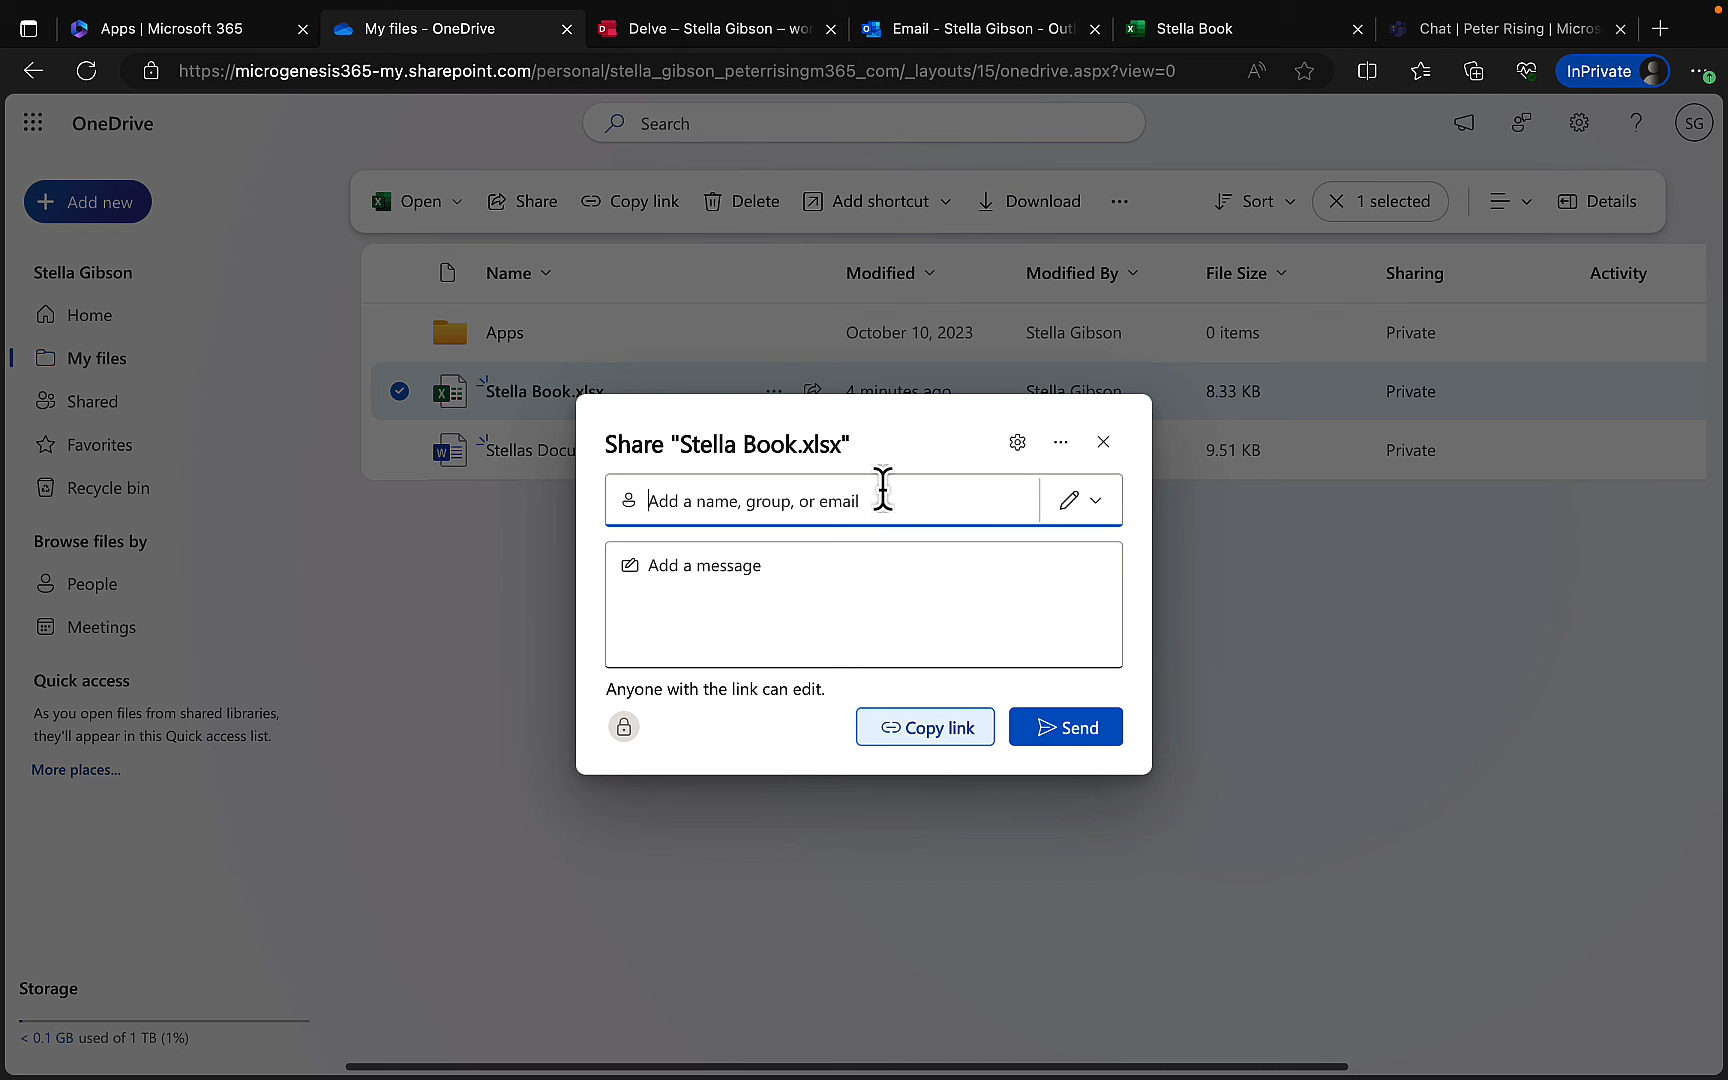 Apps | Microsoft 365
My files - OneDrive
Delve – Stella Gibson – wor
Email - Stella Gibson - Outl
Stella Book
Chat | Peter Rising | Micros
https://microgenesis365-my.sharepoint.com/personal/stella_gibson_peterrisingm365_com/_layouts/15/onedrive.aspx?view=0
InPrivate
OneDrive
Search
SG
Add new
Open
Share
Copy link
Delete
Add shortcut
Download
Sort
1 selected
Details
Stella Gibson
Home
My files
Shared
Favorites
Recycle bin
Browse files by
People
Meetings
Quick access
As you open files from shared libraries,
they'll appear in this Quick access list.
More places...
Storage
< 0.1 GB used of 1 TB (1%)
Name Modified Modified By File Size Sharing Activity
Apps October 10, 2023 Stella Gibson 0 items Private
Stella Book.xlsx 4 minutes ago Stella Gibson 8.33 KB Private
Stellas Docu 9.51 KB Private
Share "Stella Book.xlsx"
Add a name, group, or email
Add a message
Anyone with the link can edit.
Copy link
Send